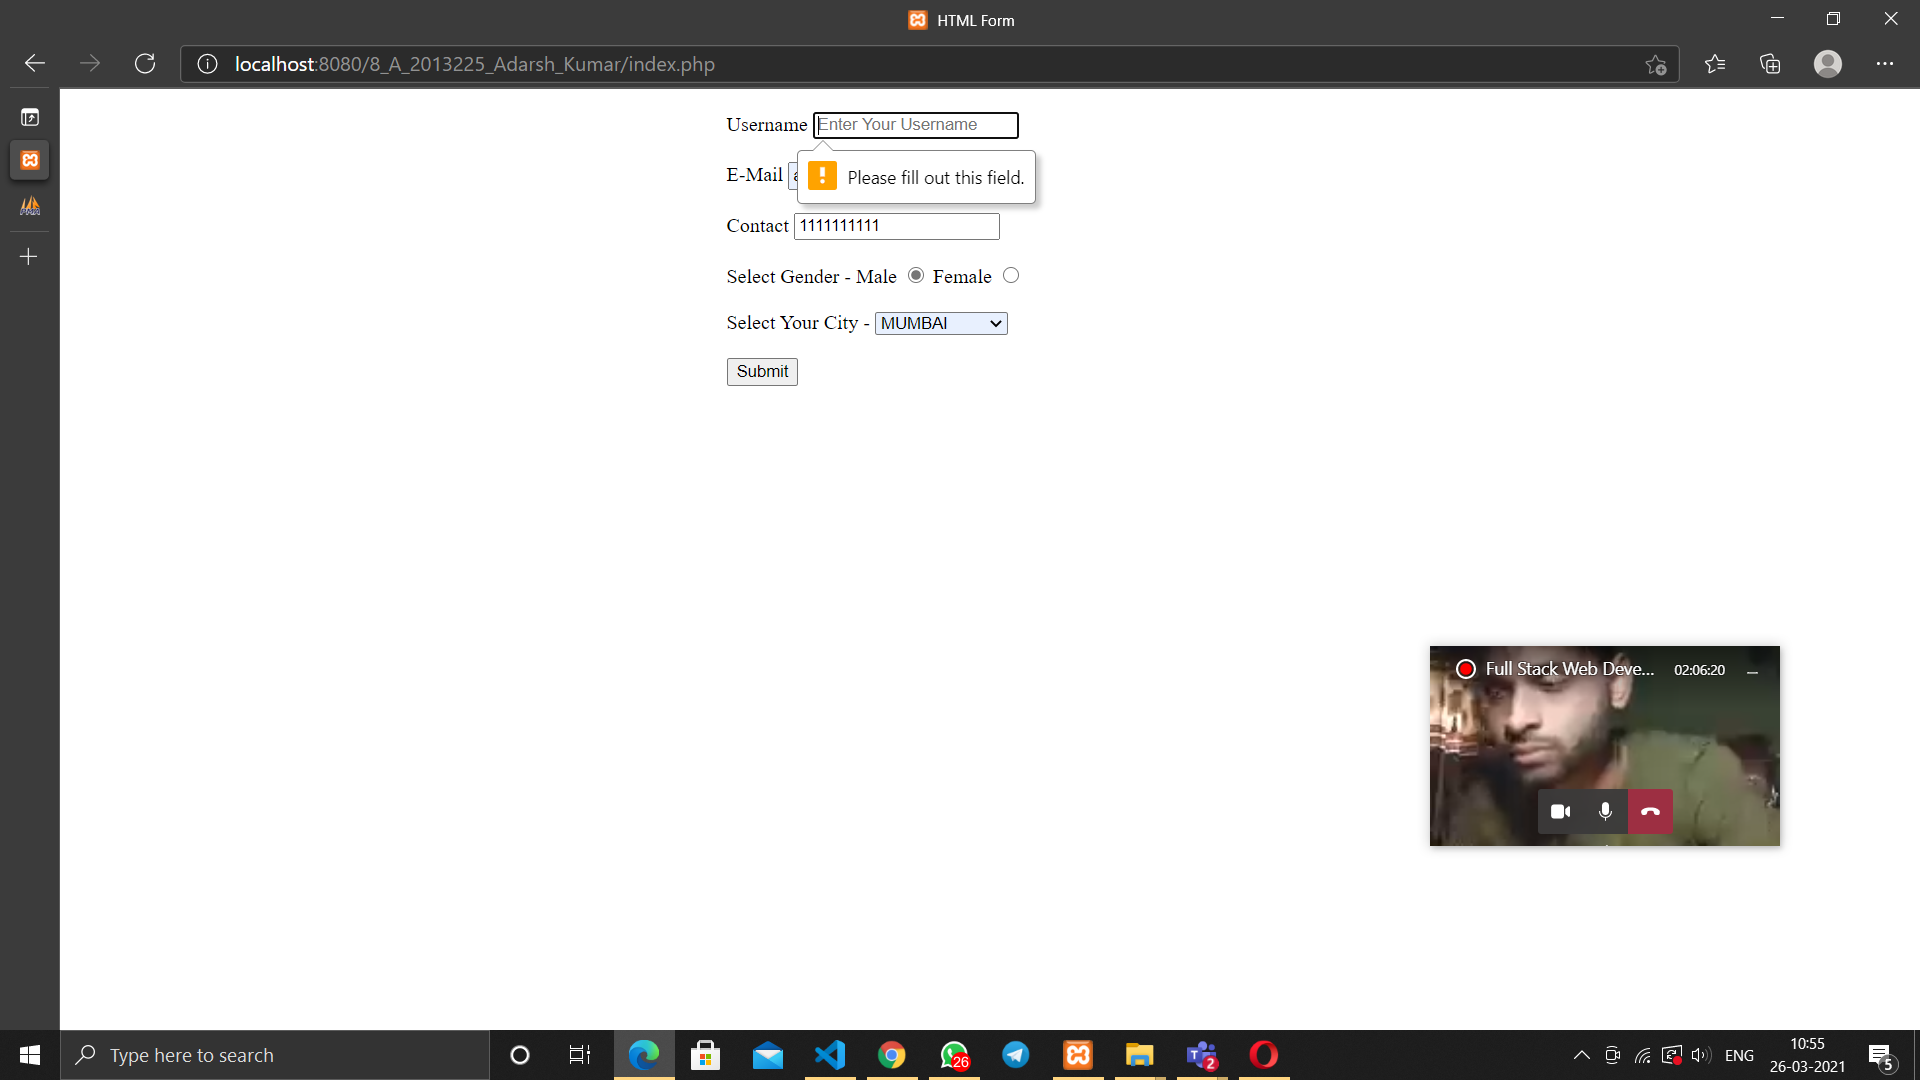 HTML Form
localhost:8080/8_A_2013225_Adarsh_Kumar/index.php
Username Enter Your Username
E-Mail
Please fill out this field.
Contact 1111111111
Select Gender - Male Female
Select Your City - MUMBAI
Submit
Full Stack Web Deve... 02:06:20
PMA
Type here to search
26
2
ENG
10:55
26-03-2021
5